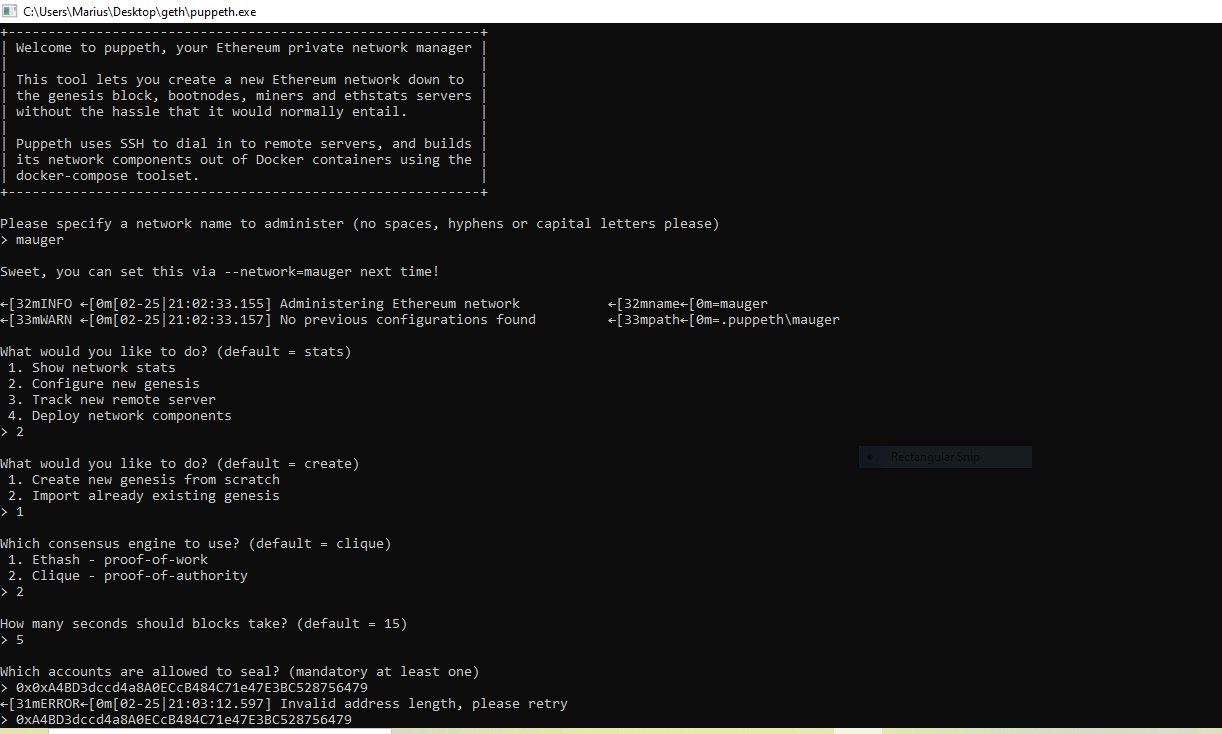 C:\Users\Marius\Desktop\geth\puppeth.exe
+-----------------------------------------------------------+
| Welcome to puppeth, your Ethereum private network manager |
|                                                           |
| This tool lets you create a new Ethereum network down to  |
| the genesis block, bootnodes, miners and ethstats servers |
| without the hassle that it would normally entail.         |
|                                                           |
| Puppeth uses SSH to dial in to remote servers, and builds |
| its network components out of Docker containers using the |
| docker-compose toolset.                                   |
+-----------------------------------------------------------+
Please specify a network name to administer (no spaces, hyphens or capital letters please)
> mauger
Sweet, you can set this via --network=mauger next time!
←[32mINFO ←[0m[02-25|21:02:33.155] Administering Ethereum network           ←[32mname←[0m=mauger
←[33mWARN ←[0m[02-25|21:02:33.157] No previous configurations found         ←[33mpath←[0m=.puppeth\mauger
What would you like to do? (default = stats)
 1. Show network stats
 2. Configure new genesis
 3. Track new remote server
 4. Deploy network components
> 2
Rectangular Snip
What would you like to do? (default = create)
 1. Create new genesis from scratch
 2. Import already existing genesis
> 1
Which consensus engine to use? (default = clique)
 1. Ethash - proof-of-work
 2. Clique - proof-of-authority
> 2
How many seconds should blocks take? (default = 15)
> 5
Which accounts are allowed to seal? (mandatory at least one)
> 0x0xA4BD3dccd4a8A0ECcB484C71e47E3BC528756479
←[31mERROR←[0m[02-25|21:03:12.597] Invalid address length, please retry
> 0xA4BD3dccd4a8A0ECcB484C71e47E3BC528756479